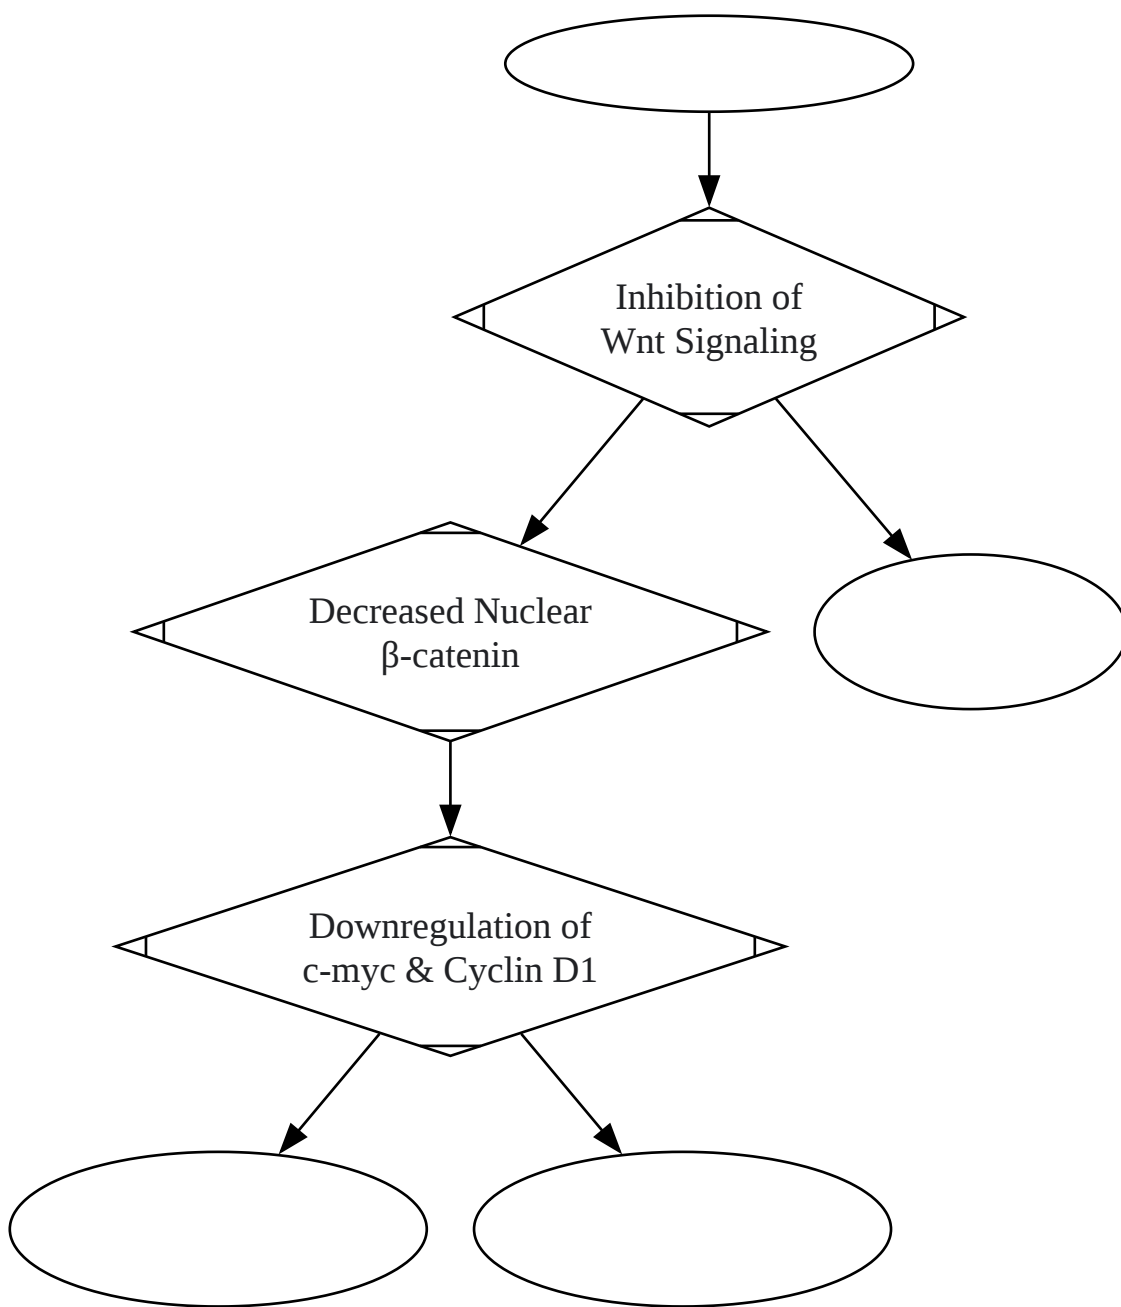 Inhibition of
Wnt Signaling
Decreased Nuclear
β-catenin
Downregulation of
c-myc & Cyclin D1